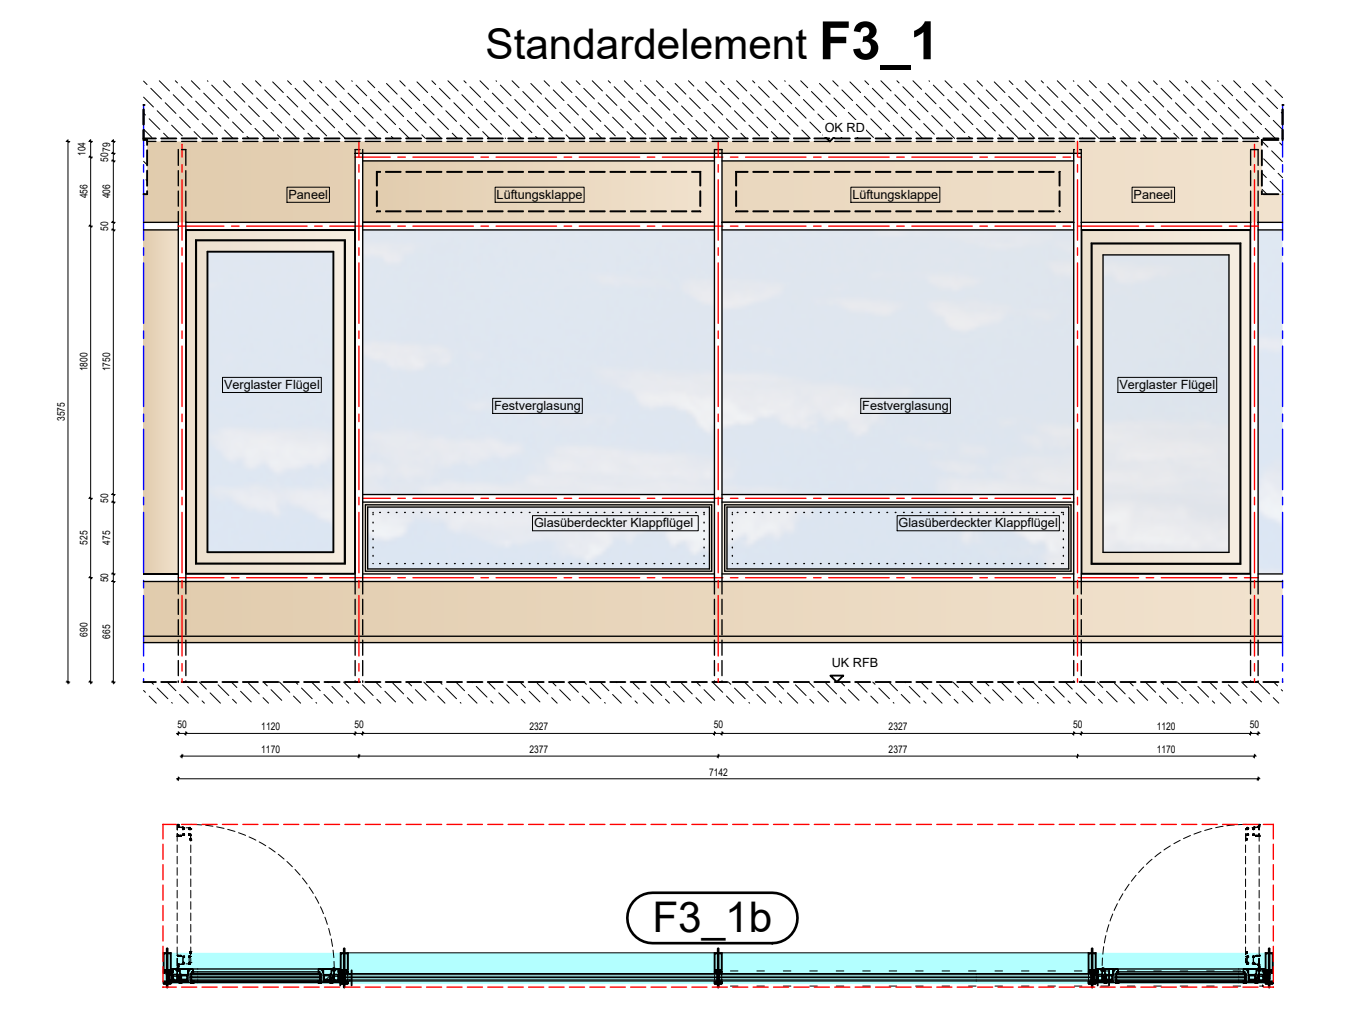 Standardelement F3_1
OK RD
104
5079
456
406
50
Paneel
Lüftungsklappe
Lüftungsklappe
Paneel
3575
1800
1750
Verglaster Flügel
Festverglasung
Festverglasung
Verglaster Flügel
50
525
475
Glasüberdeckter Klappflügel
Glasüberdeckter Klappflügel
50
690
665
UK RFB
50 1120 50 2327 50 2327 50 1120 50
1170 2377 2377 1170
7142
F3_1b